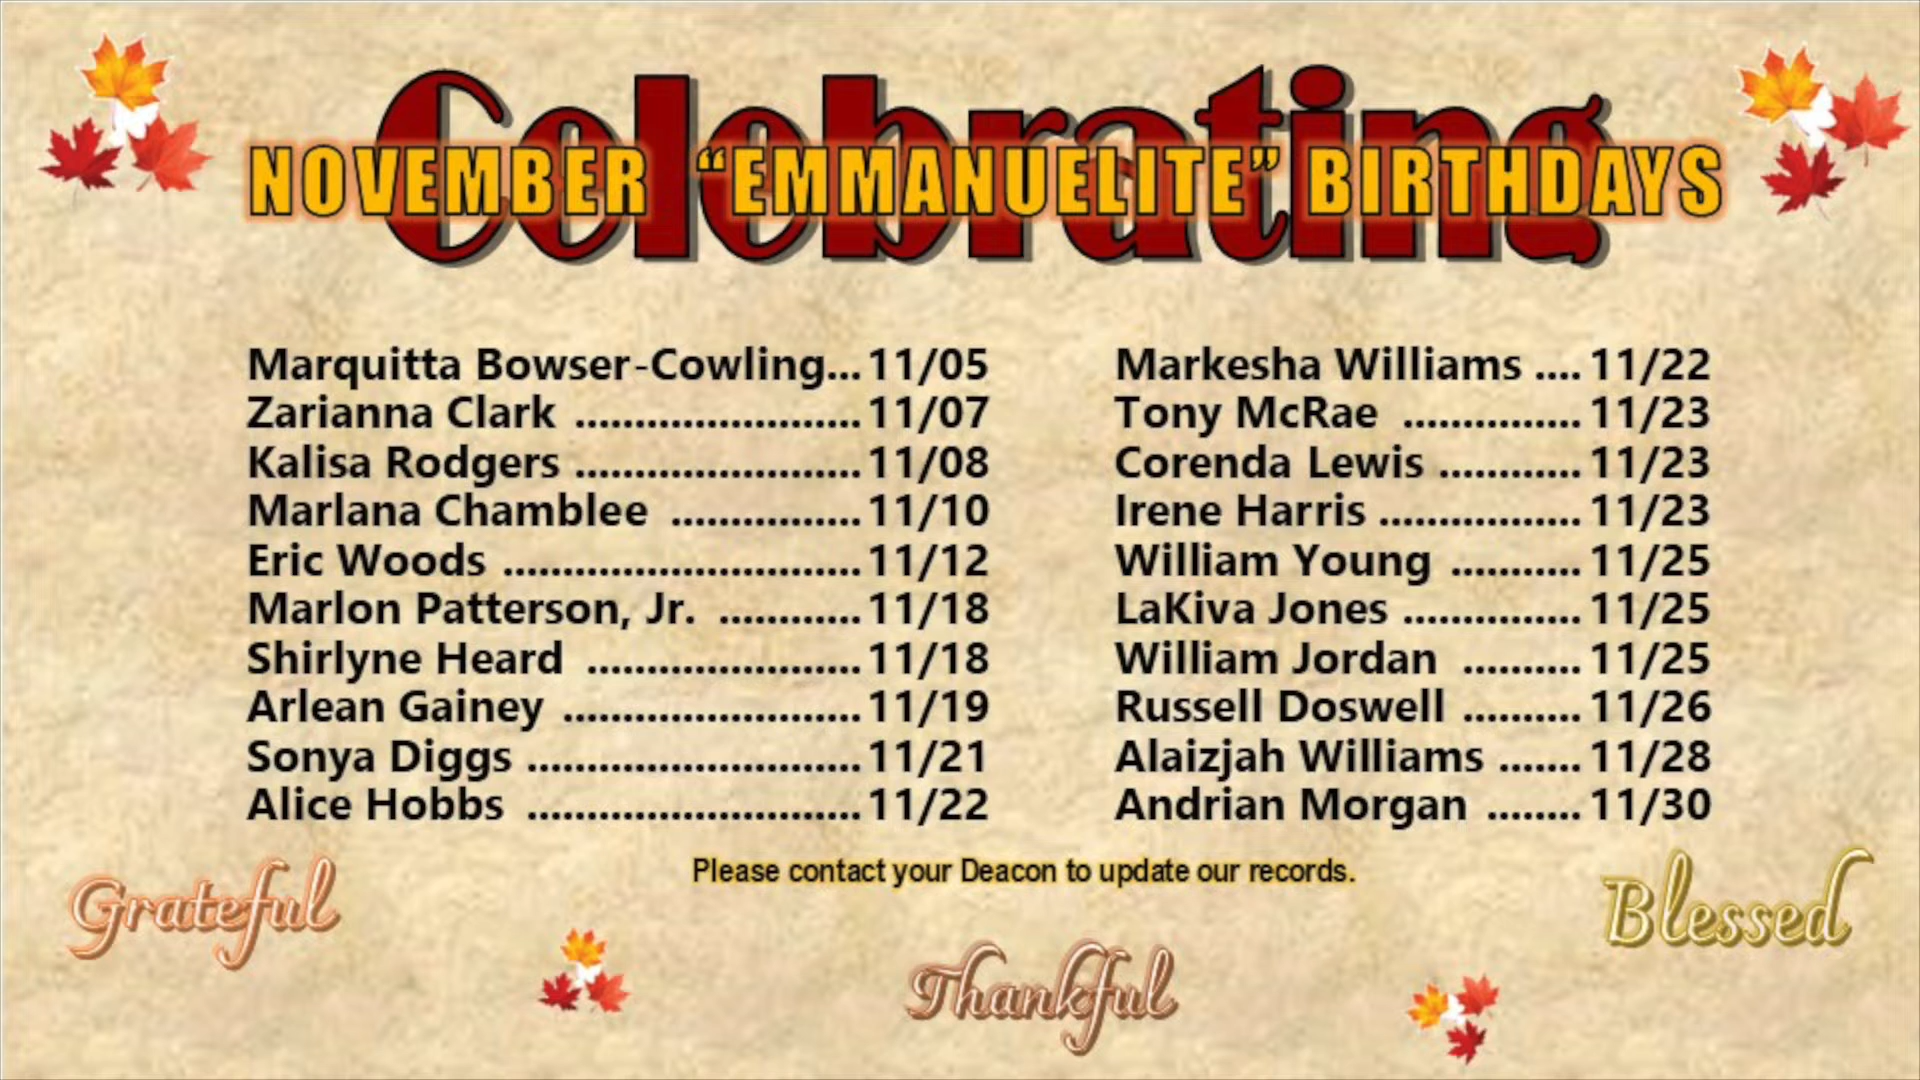 Celebrating
NOVEMBER "EMMANUELITE" BIRTHDAYS
Marquitta Bowser-Cowling...11/05
Zarianna Clark ........................11/07
Kalisa Rodgers ........................11/08
Marlana Chamblee ................11/10
Eric Woods ..............................11/12
Marlon Patterson, Jr. ............11/18
Shirlyne Heard .......................11/18
Arlean Gainey .........................11/19
Sonya Diggs ............................11/21
Alice Hobbs ............................11/22
Markesha Williams ....11/22
Tony McRae ...............11/23
Corenda Lewis ............11/23
Irene Harris .................11/23
William Young ...........11/25
LaKiva Jones ...............11/25
William Jordan ..........11/25
Russell Doswell ..........11/26
Alaizjah Williams .......11/28
Andrian Morgan ........11/30
Please contact your Deacon to update our records.
Grateful
Blessed
Thankful